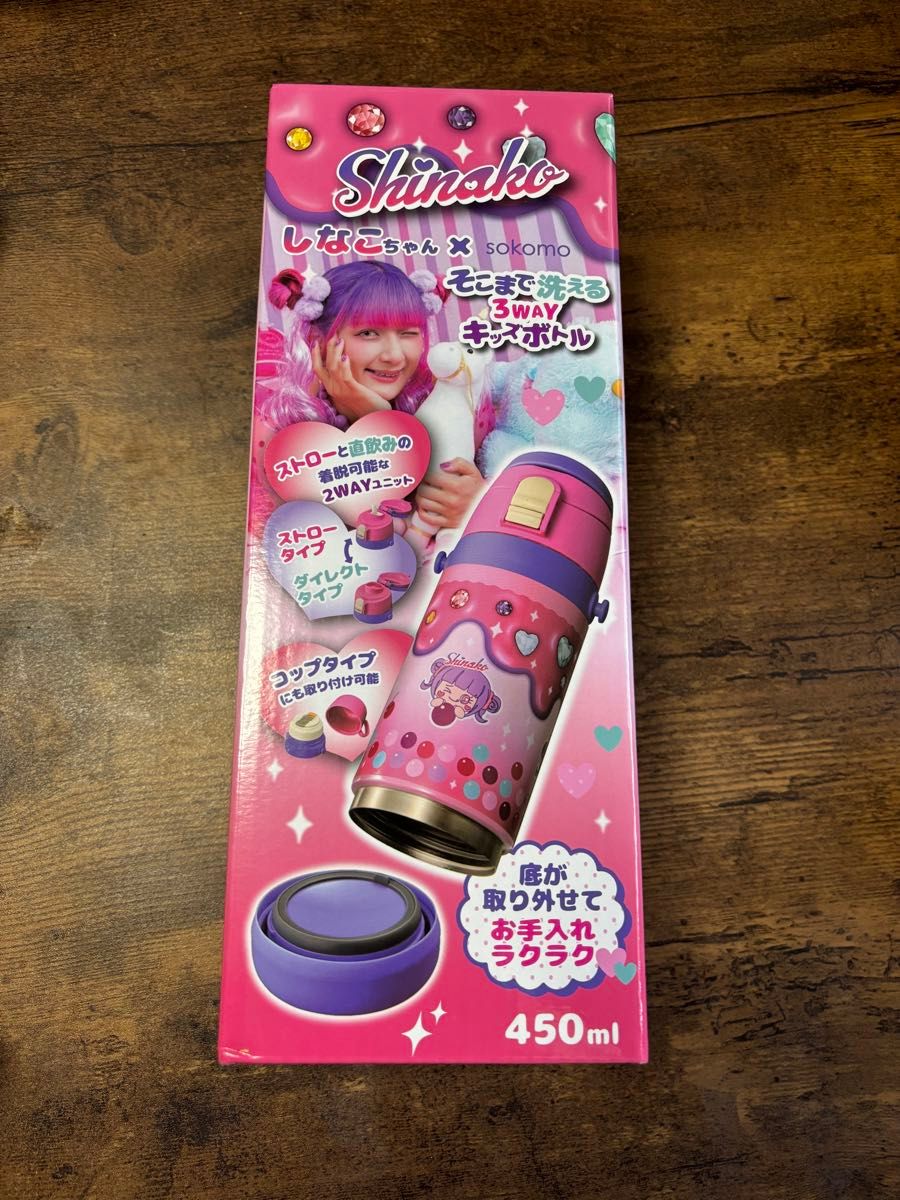 Shinako
しなこちゃん × sokomo
そこまで洗える
3WAY
キッズボトル
ストローと直飲みの
着脱可能な
2WAYユニット
ストロー
タイプ
ダイレクト
タイプ
コップタイプ
にも取り付け可能
Shinako
底が
取り外せて
お手入れ
ラクラク
450ml